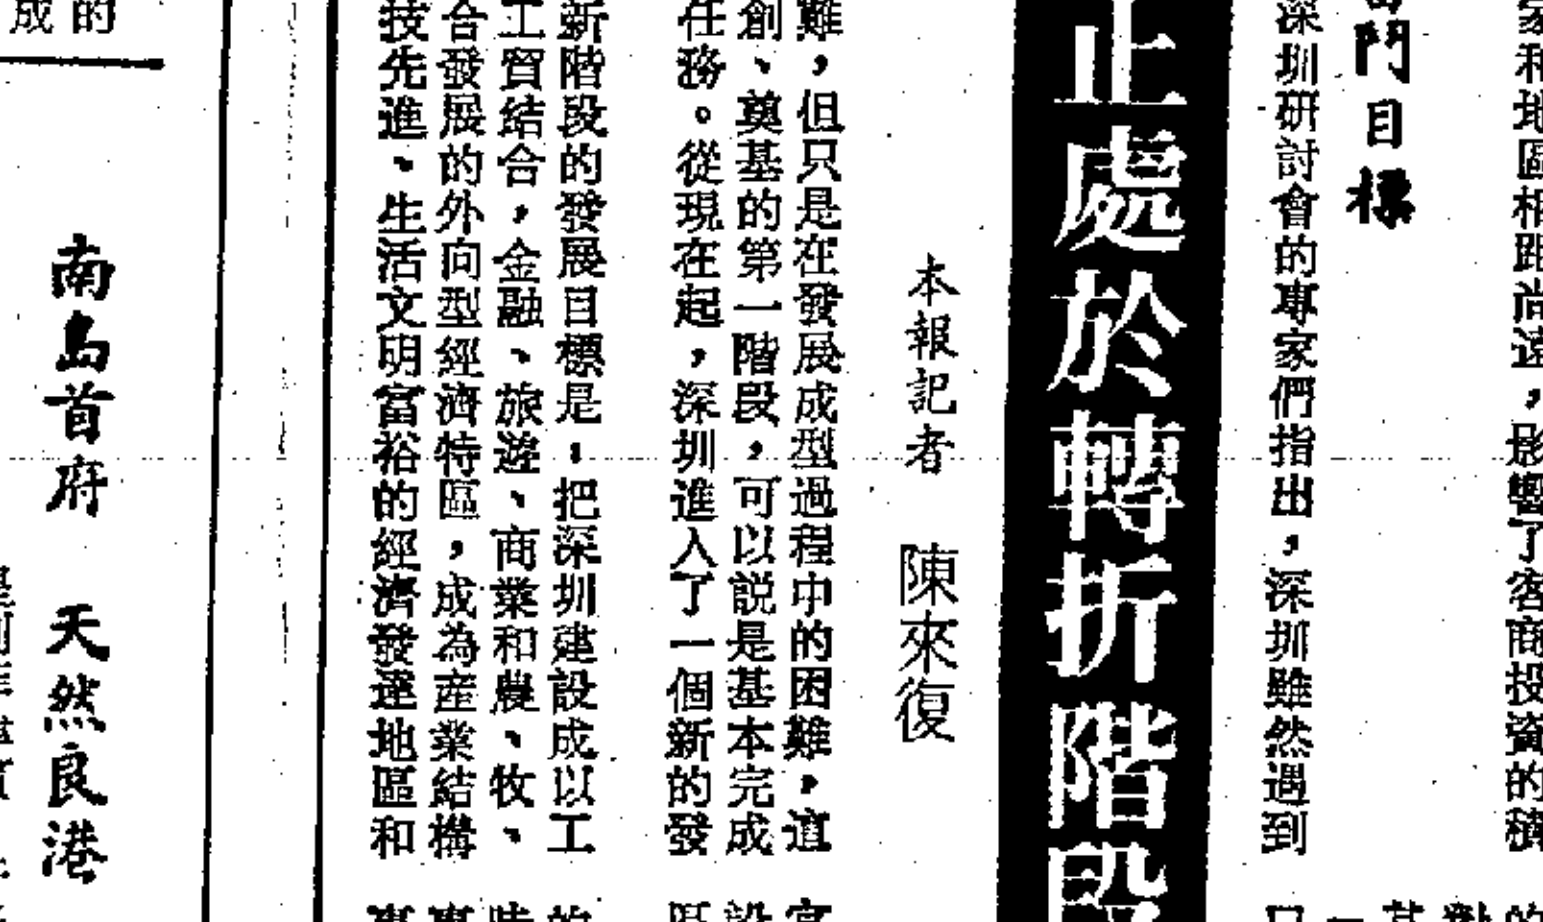 家和地區相距尚遠，影響了客商投資的積
奮鬥目標
深圳研討會的專家們指出，深圳雖然遇到
正處於轉折階段
本報記者 陳來復
難，但只是在發展成型過程中的困難，這
創、奠基的第一階段，可以説是基本完成
任務。從現在起，深圳進入了一個新的發
新階段的發展目標是：把深圳建設成以工
工貿結合，金融、旅遊、商業和農、牧、
合發展的外向型經濟特區，成為産業結構
技先進、生活文明富裕的經濟發達地區和
的
成
南島首府 天然良港